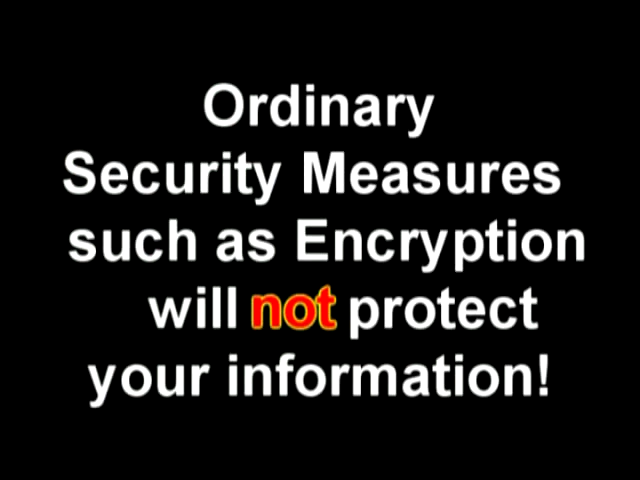 Ordinary
Security Measures
such as Encryption
will not protect
your information!